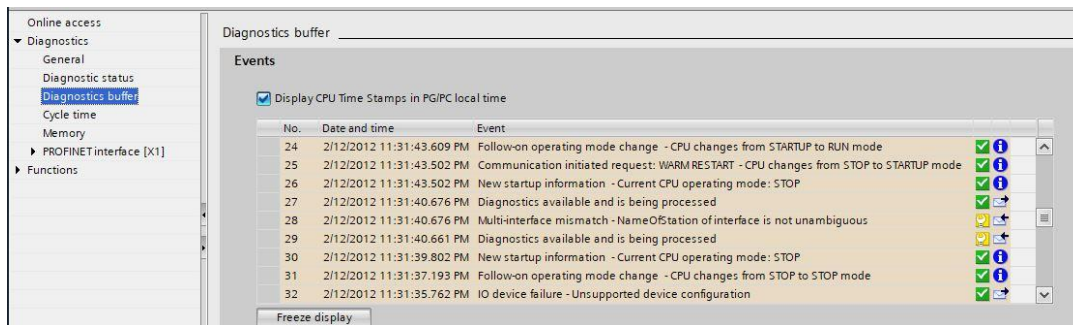 Online access
Diagnostics
General
Diagnostic status
Diagnostics buffer
Cycle time
Memory
PROFINET interface [X1]
Functions
Diagnostics buffer
Events
Display CPU Time Stamps in PG/PC local time
No. Date and time Event
24 2/12/2012 11:31:43.609 PM Follow-on operating mode change - CPU changes from STARTUP to RUN mode
25 2/12/2012 11:31:43.502 PM Communication initiated request: WARM RESTART - CPU changes from STOP to STARTUP mode
26 2/12/2012 11:31:43.502 PM New startup information - Current CPU operating mode: STOP
27 2/12/2012 11:31:40.676 PM Diagnostics available and is being processed
28 2/12/2012 11:31:40.676 PM Multi-interface mismatch - NameOfStation of interface is not unambiguous
29 2/12/2012 11:31:40.661 PM Diagnostics available and is being processed
30 2/12/2012 11:31:39.802 PM New startup information - Current CPU operating mode: STOP
31 2/12/2012 11:31:37.193 PM Follow-on operating mode change - CPU changes from STOP to STOP mode
32 2/12/2012 11:31:35.762 PM IO device failure - Unsupported device configuration
Freeze display